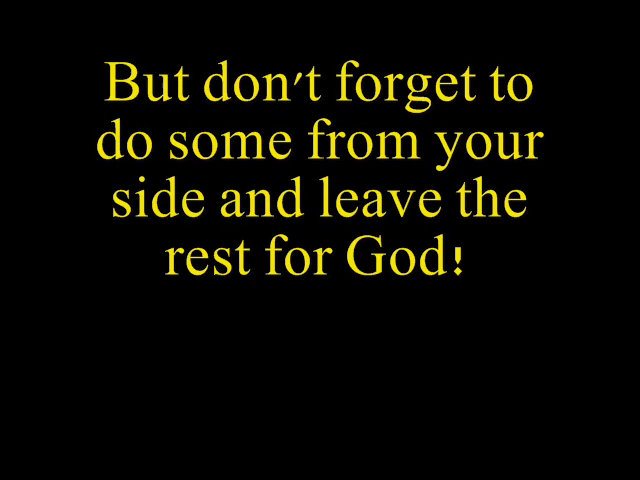 But don't forget to
do some from your
side and leave the
rest for God!